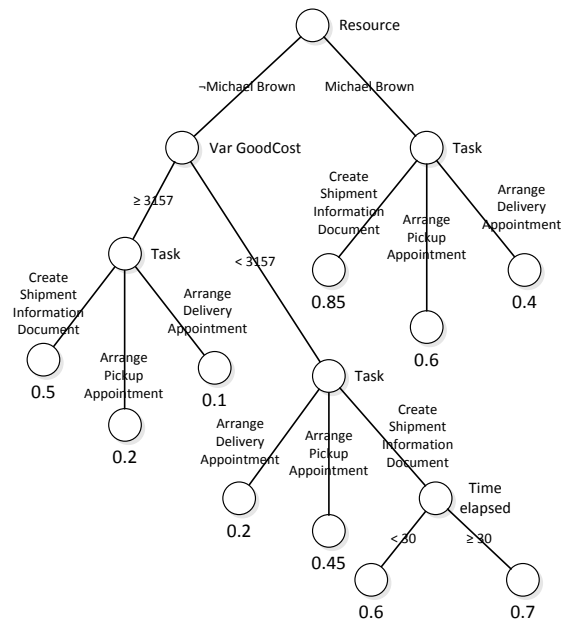 Resource
¬Michael Brown
Michael Brown
Var GoodCost
Task
≥ 3157
< 3157
Create
Shipment
Information
Document
Arrange
Pickup
Appointment
Arrange
Delivery
Appointment
0.85
0.6
0.4
Task
Create
Shipment
Information
Document
Arrange
Pickup
Appointment
Arrange
Delivery
Appointment
0.5
0.2
0.1
Task
Arrange
Delivery
Appointment
Arrange
Pickup
Appointment
Create
Shipment
Information
Document
0.2
0.45
Time
elapsed
< 30
≥ 30
0.6
0.7